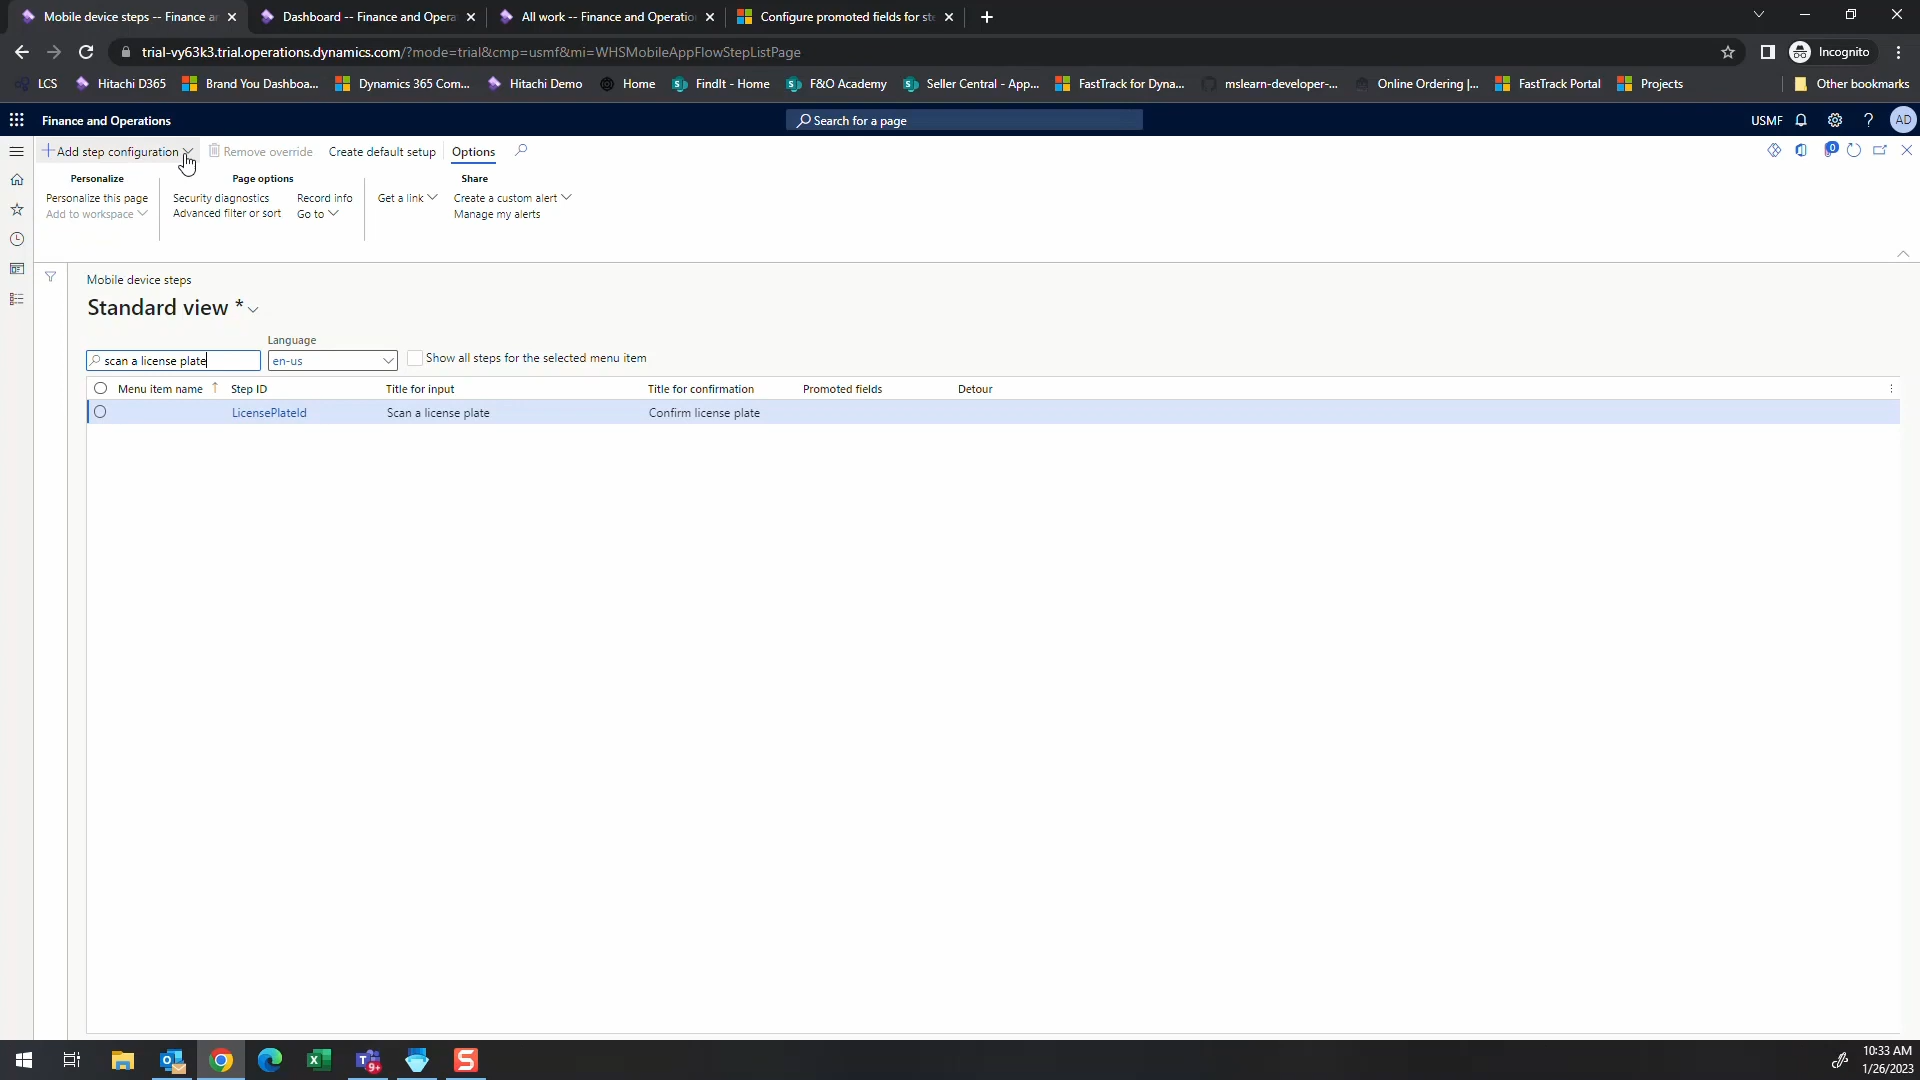 Mobile device steps -- Finance ar
Dashboard -- Finance and Opera
All work -- Finance and Operatio
Configure promoted fields for ste
trial-vy63k3.trial.operations.dynamics.com/?mode=trial&cmp=usmf&mi=WHSMobileAppFlowStepListPage
Incognito
LCS
Hitachi D365
Brand You Dashboa...
Dynamics 365 Com...
Hitachi Demo
Home
FindIt - Home
F&O Academy
Seller Central - App...
FastTrack for Dyna...
mslearn-developer-...
Online Ordering |...
FastTrack Portal
Projects
Other bookmarks
Finance and Operations
Search for a page
USMF
AD
Add step configuration
Remove override
Create default setup
Options
0
Personalize
Page options
Share
Personalize this page
Security diagnostics
Record info
Get a link
Create a custom alert
Add to workspace
Advanced filter or sort
Go to
Manage my alerts
Mobile device steps
Standard view *
Language
scan a license plate
en-us
Show all steps for the selected menu item
Menu item name
Step ID
Title for input
Title for confirmation
Promoted fields
Detour
LicensePlateId
Scan a license plate
Confirm license plate
9+
10:33 AM
1/26/2023